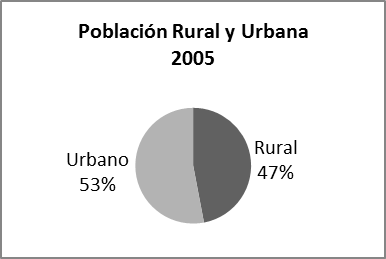 Población Rural y Urbana
2005
Urbano
53%
Rural
47%